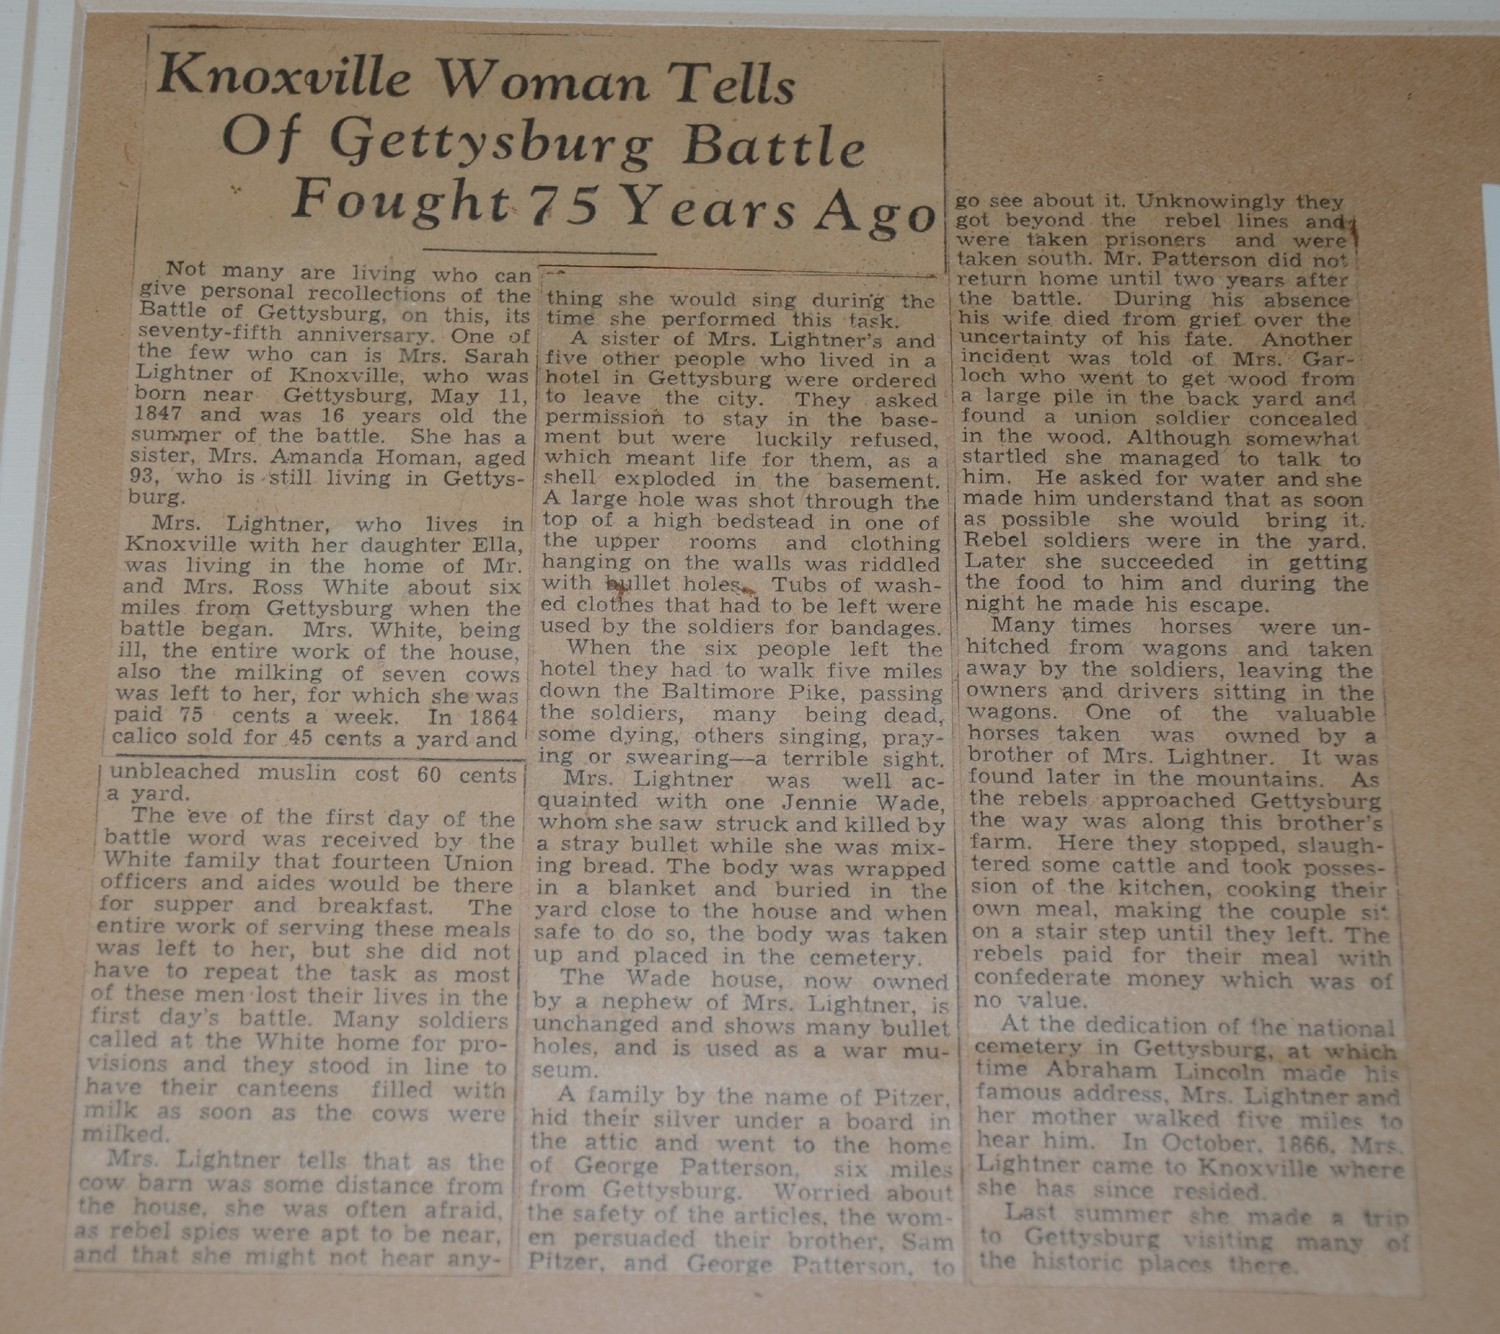 Knoxville Woman Tells
Of Gettysburg Battle
Fought 75 Years Ago
Not many are living who can
give personal recollections of the
Battle of Gettysburg, on this, its
seventy-fifth anniversary. One of
the few who can is Mrs. Sarah
Lightner of Knoxville, who was
born near Gettysburg, May 11,
1847 and was 16 years old the
summer of the battle. She has a
sister, Mrs. Amanda Homan, aged
93, who is still living in Gettys-
burg.
Mrs. Lightner, who lives in
Knoxville with her daughter Ella,
was living in the home of Mr.
and Mrs. Ross White about six
miles from Gettysburg when the
battle began. Mrs. White, being
ill, the entire work of the house,
also the milking of seven cows
was left to her, for which she was
paid 75 cents a week. In 1864
calico sold for 45 cents a yard and
unbleached muslin cost 60 cents
a yard.
The eve of the first day of the
battle word was received by the
White family that fourteen Union
officers and aides would be there
for supper and breakfast. The
entire work of serving these meals
was left to her, but she did not
have to repeat the task as most
of these men lost their lives in the
first day's battle. Many soldiers
called at the White home for pro-
visions and they stood in line to
have their canteens filled with
milk as soon as the cows were
milked.
Mrs. Lightner tells that as the
cow barn was some distance from
the house, she was often afraid,
as rebel spies were apt to be near,
and that she might not hear any-
thing she would sing during the
time she performed this task.
A sister of Mrs. Lightner's and
five other people who lived in a
hotel in Gettysburg were ordered
to leave the city. They asked
permission to stay in the base-
ment but were luckily refused,
which meant life for them, as a
shell exploded in the basement.
A large hole was shot through the
top of a high bedstead in one of
the upper rooms and clothing
hanging on the walls was riddled
with bullet holes. Tubs of wash-
ed clothes that had to be left were
used by the soldiers for bandages.
When the six people left the
hotel they had to walk five miles
down the Baltimore Pike, passing
the soldiers, many being dead,
some dying, others singing, pray-
ing or swearing—a terrible sight.
Mrs. Lightner was well ac-
quainted with one Jennie Wade,
whom she saw struck and killed by
a stray bullet while she was mix-
ing bread. The body was wrapped
in a blanket and buried in the
yard close to the house and when
safe to do so, the body was taken
up and placed in the cemetery.
The Wade house, now owned
by a nephew of Mrs. Lightner, is
unchanged and shows many bullet
holes, and is used as a war mu-
seum.
A family by the name of Pitzer,
hid their silver under a board in
the attic and went to the home
of George Patterson, six miles
from Gettysburg. Worried about
the safety of the articles, the wom-
en persuaded their brother, Sam
Pitzer, and George Patterson, to
go see about it. Unknowingly they
got beyond the rebel lines and
were taken prisoners and were
taken south. Mr. Patterson did not
return home until two years after
the battle. During his absence
his wife died from grief over the
uncertainty of his fate. Another
incident was told of Mrs. Gar-
loch who went to get wood from
a large pile in the back yard and
found a union soldier concealed
in the wood. Although somewhat
startled she managed to talk to
him. He asked for water and she
made him understand that as soon
as possible she would bring it.
Rebel soldiers were in the yard.
Later she succeeded in getting
the food to him and during the
night he made his escape.
Many times horses were un-
hitched from wagons and taken
away by the soldiers, leaving the
owners and drivers sitting in the
wagons. One of the valuable
horses taken was owned by a
brother of Mrs. Lightner. It was
found later in the mountains. As
the rebels approached Gettysburg
the way was along this brother's
farm. Here they stopped, slaugh-
tered some cattle and took posses-
sion of the kitchen, cooking their
own meal, making the couple sit
on a stair step until they left. The
rebels paid for their meal with
confederate money which was of
no value.
At the dedication of the national
cemetery in Gettysburg, at which
time Abraham Lincoln made his
famous address, Mrs. Lightner and
her mother walked five miles to
hear him. In October, 1866, Mrs.
Lightner came to Knoxville where
she has since resided.
Last summer she made a trip
to Gettysburg visiting many of
the historic places there.